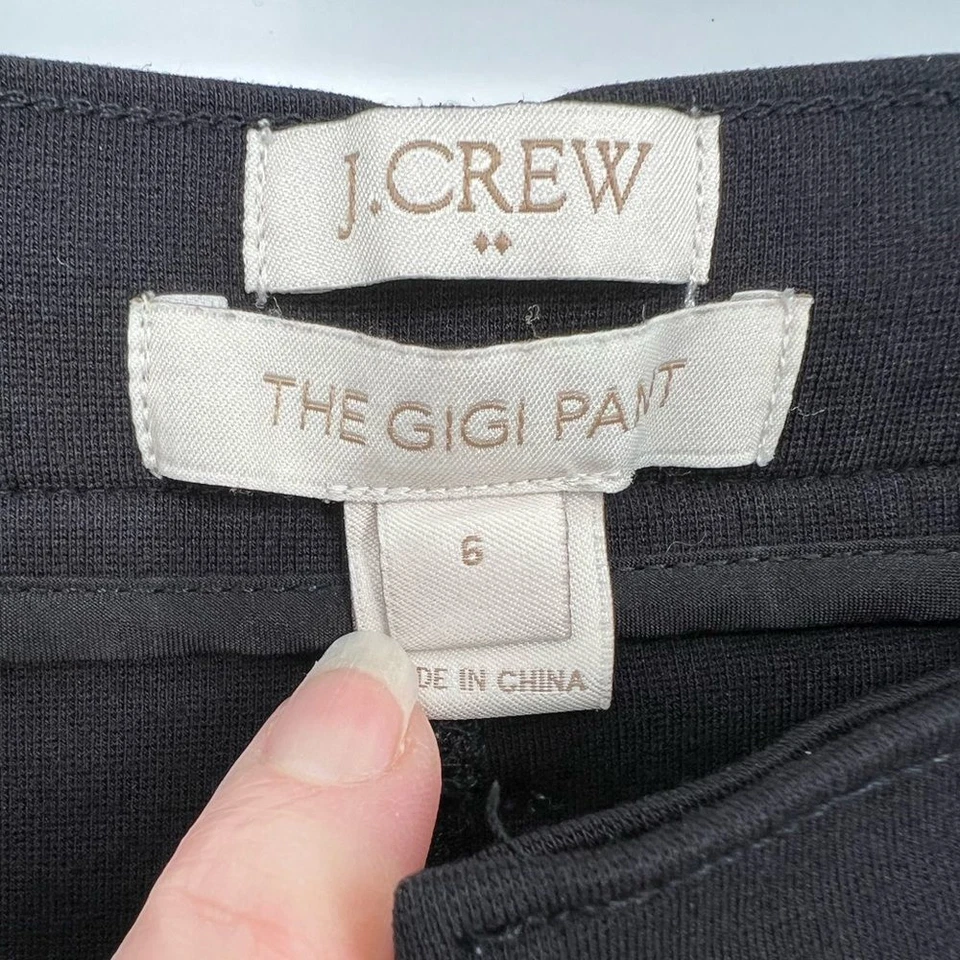 J.CREW
THE GIGI PANT
6
DE IN CHINA